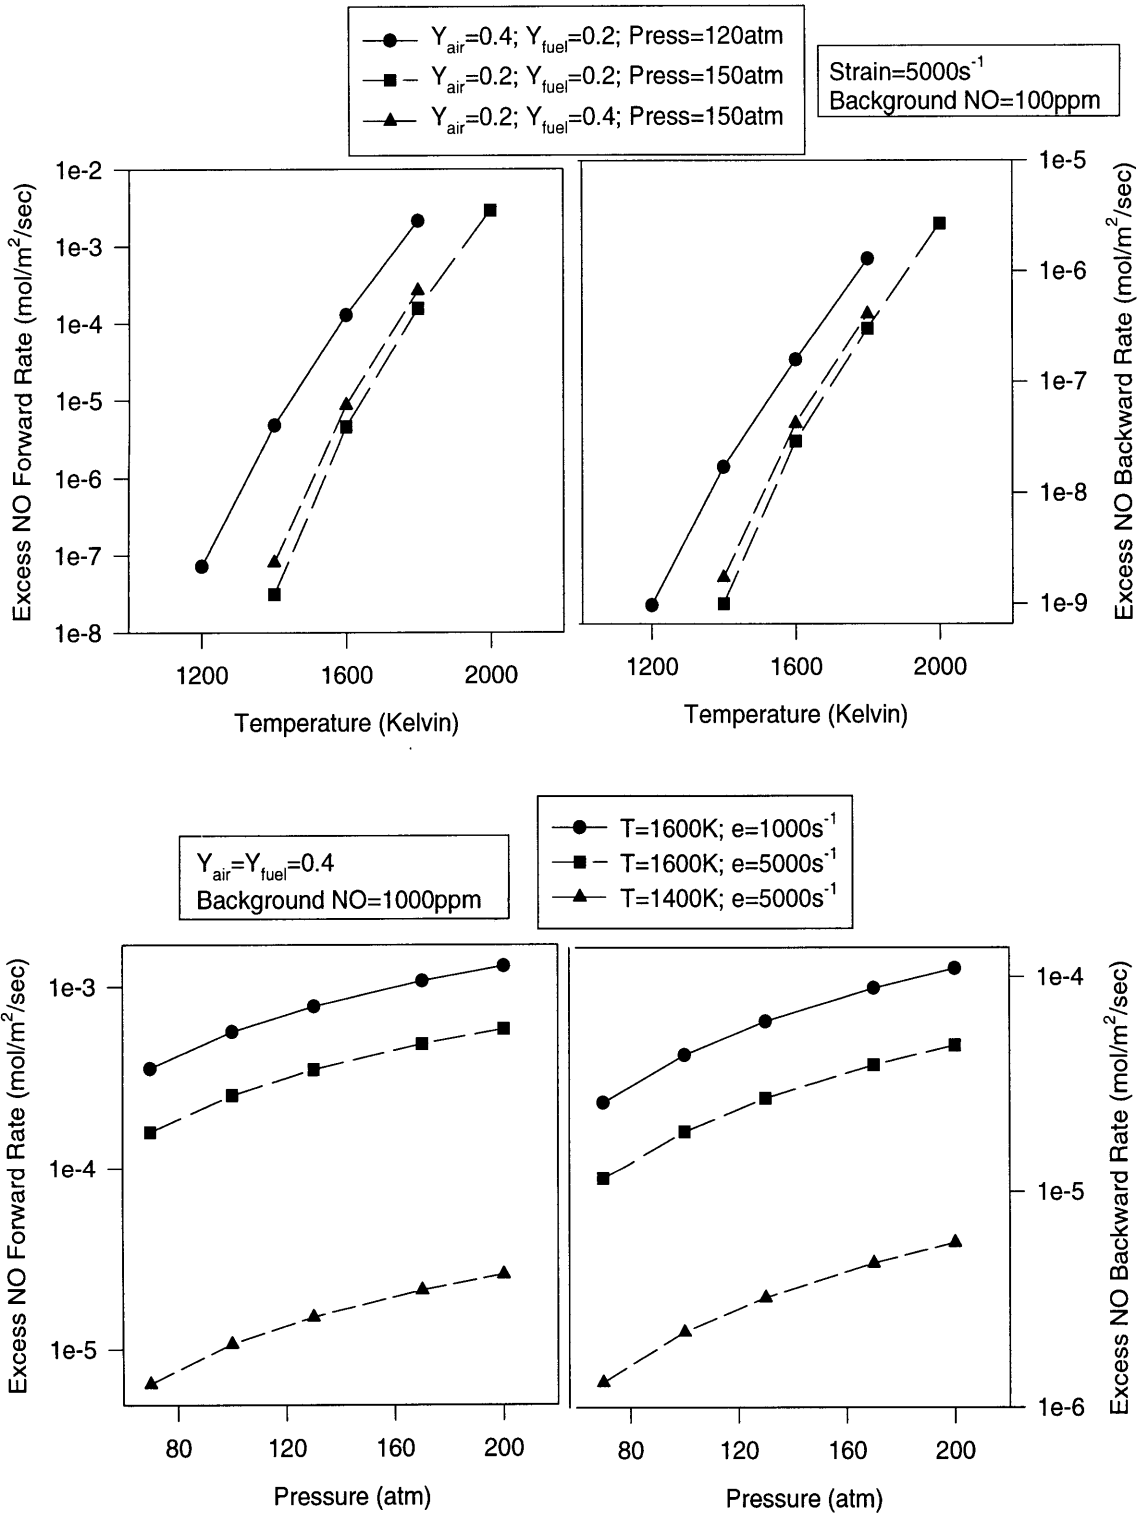 Y_air=0.4; Y_fuel=0.2; Press=120atm
Y_air=0.2; Y_fuel=0.2; Press=150atm
Y_air=0.2; Y_fuel=0.4; Press=150atm
Strain=5000s^-1
Background NO=100ppm
Excess NO Forward Rate (mol/m^2/sec)
1e-2
1e-3
1e-4
1e-5
1e-6
1e-7
1e-8
1200 1600 2000
Temperature (Kelvin)
1e-5
1e-6
1e-7
1e-8
1e-9
Excess NO Backward Rate (mol/m^2/sec)
1200 1600 2000
Temperature (Kelvin)
Y_air=Y_fuel=0.4
Background NO=1000ppm
T=1600K; e=1000s^-1
T=1600K; e=5000s^-1
T=1400K; e=5000s^-1
Excess NO Forward Rate (mol/m^2/sec)
1e-3
1e-4
1e-5
80 120 160 200
Pressure (atm)
1e-4
1e-5
1e-6
Excess NO Backward Rate (mol/m^2/sec)
80 120 160 200
Pressure (atm)